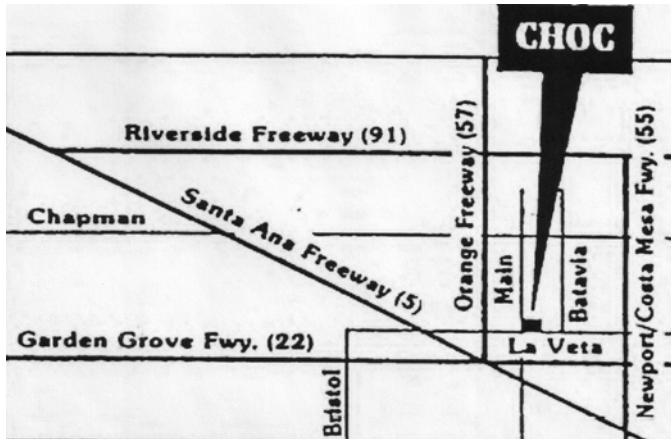 CHOC
Riverside Freeway (91)
Orange Freeway (57)
Newport/Costa Mesa Fwy. (55)
Santa Ana Freeway (5)
Chapman
Main
Batavia
Garden Grove Fwy. (22)
La Veta
Bristol